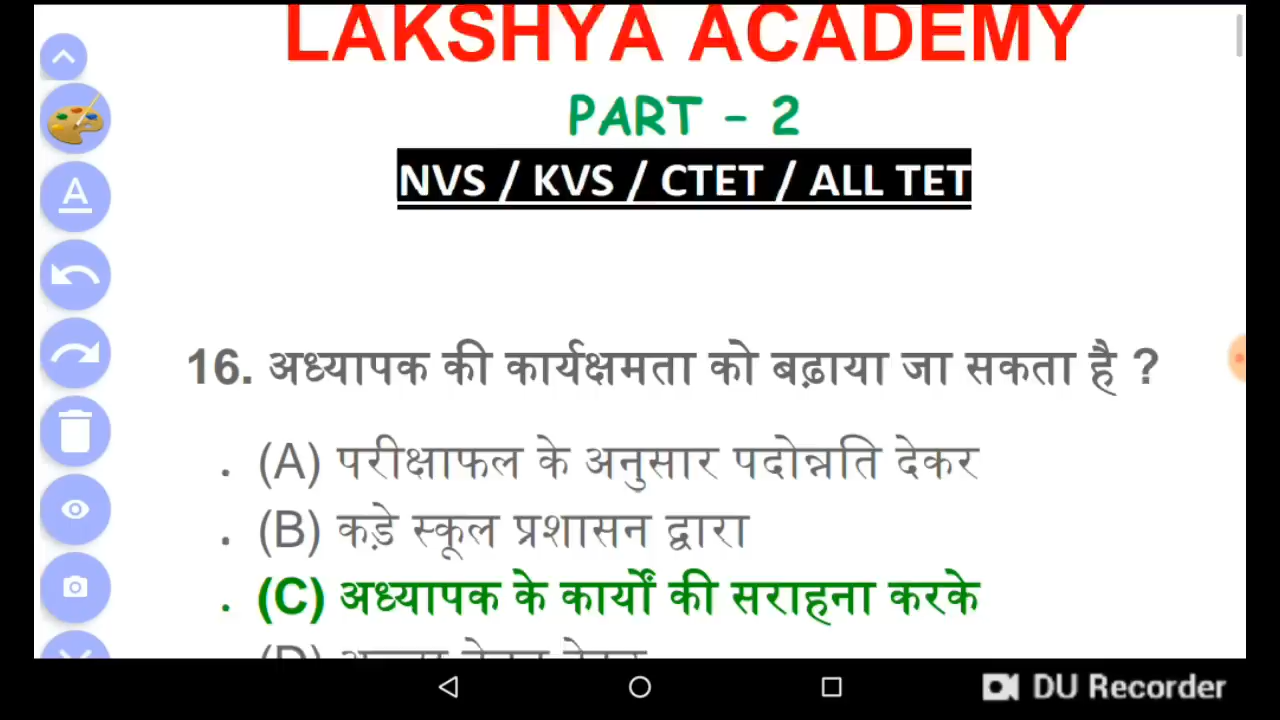 LAKSHYA ACADEMY
PART - 2
NVS / KVS / CTET / ALL TET
16. अध्यापक की कार्यक्षमता को बढ़ाया जा सकता है ?
. (A) परीक्षाफल के अनुसार पदोन्नति देकर
. (B) कड़े स्कूल प्रशासन द्वारा
. (C) अध्यापक के कार्यों की सराहना करके
DU Recorder